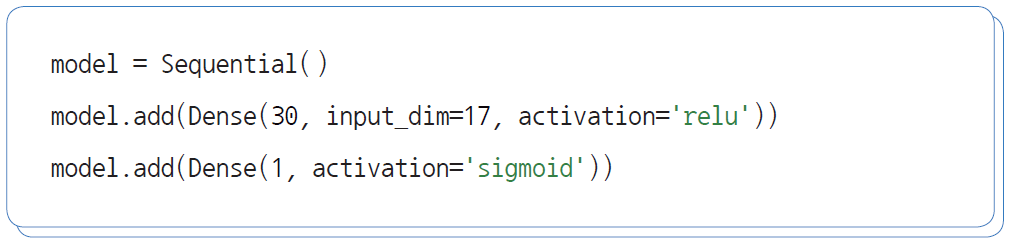 model = Sequential()
model.add(Dense(30, input_dim=17, activation='relu'))
model.add(Dense(1, activation='sigmoid'))